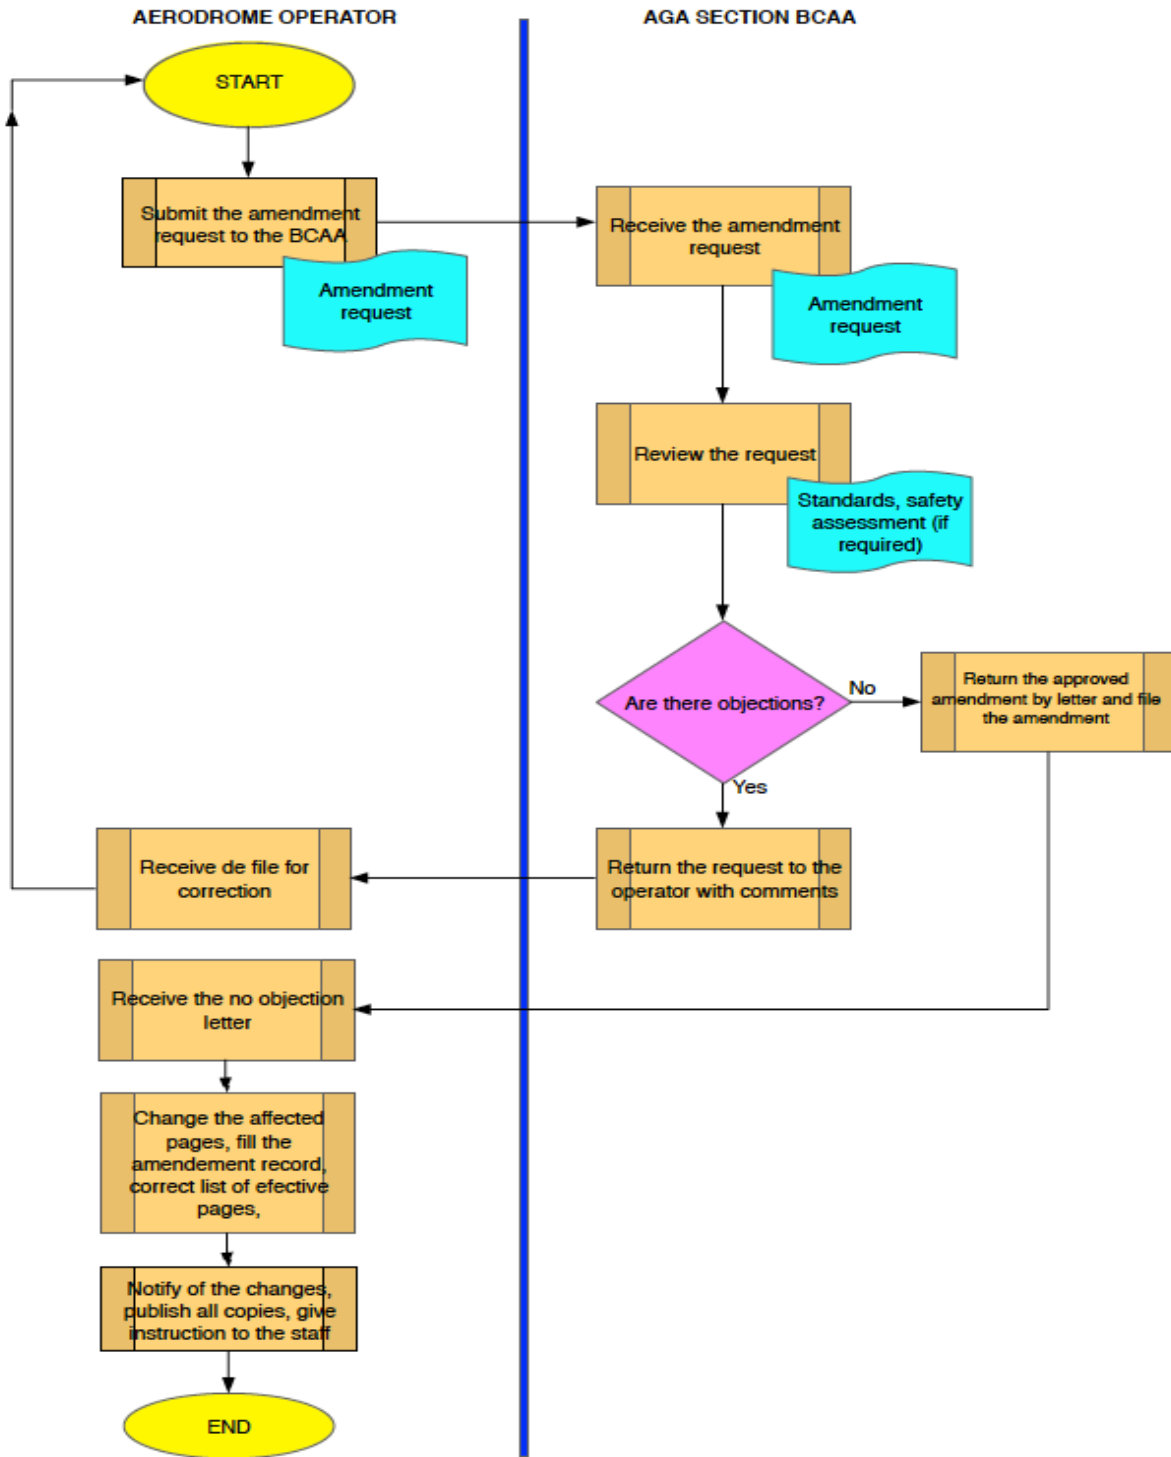 AERODROME OPERATOR
AGA SECTION BCAA
START
Submit the amendment
request to the BCAA
Amendment
request
Receive the amendment
request
Amendment
request
Review the request
Standards, safety
assessment (if
required)
Are there objections?
No
Return the approved
amendment by letter and file
the amendment
Yes
Return the request to the
operator with comments
Receive de file for
correction
Receive the no objection
letter
Change the affected
pages, fill the
amendement record,
correct list of efective
pages,
Notify of the changes,
publish all copies, give
instruction to the staff
END